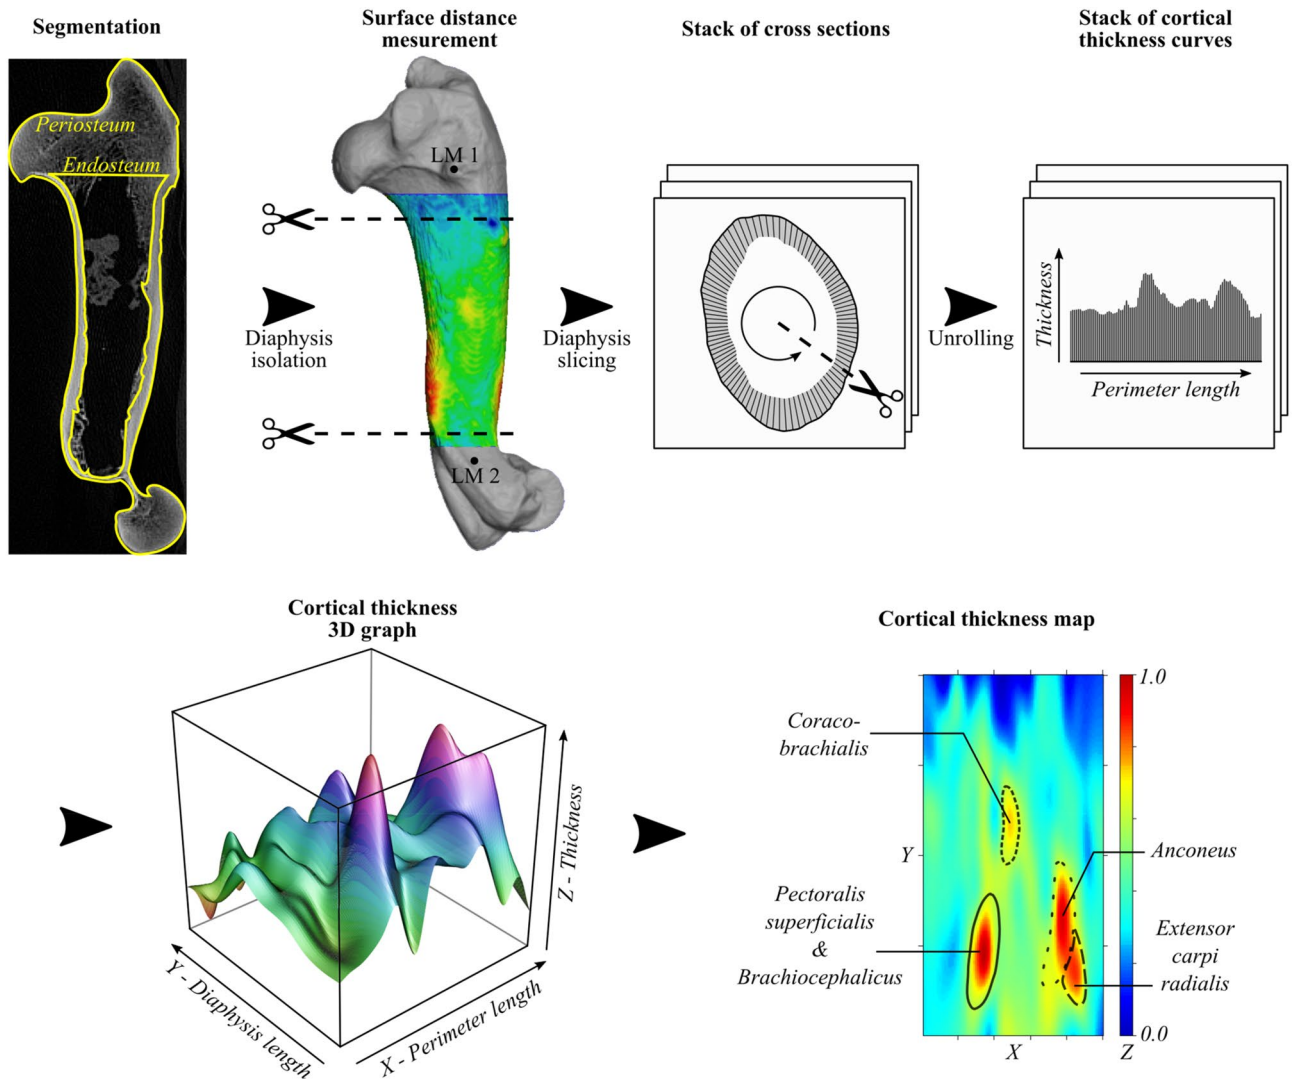 Segmentation
Periosteum
Endosteum
Surface distance
mesurement
LM 1
LM 2
Diaphysis
isolation
Diaphysis
slicing
Stack of cross sections
Unrolling
Stack of cortical
thickness curves
Thickness
Perimeter length
Cortical thickness
3D graph
Z - Thickness
Y - Diaphysis length
X - Perimeter length
Cortical thickness map
Coraco-
brachialis
Pectoralis
superficialis
&
Brachiocephalicus
Anconeus
Extensor
carpi
radialis
Y
X
Z
1.0
0.0